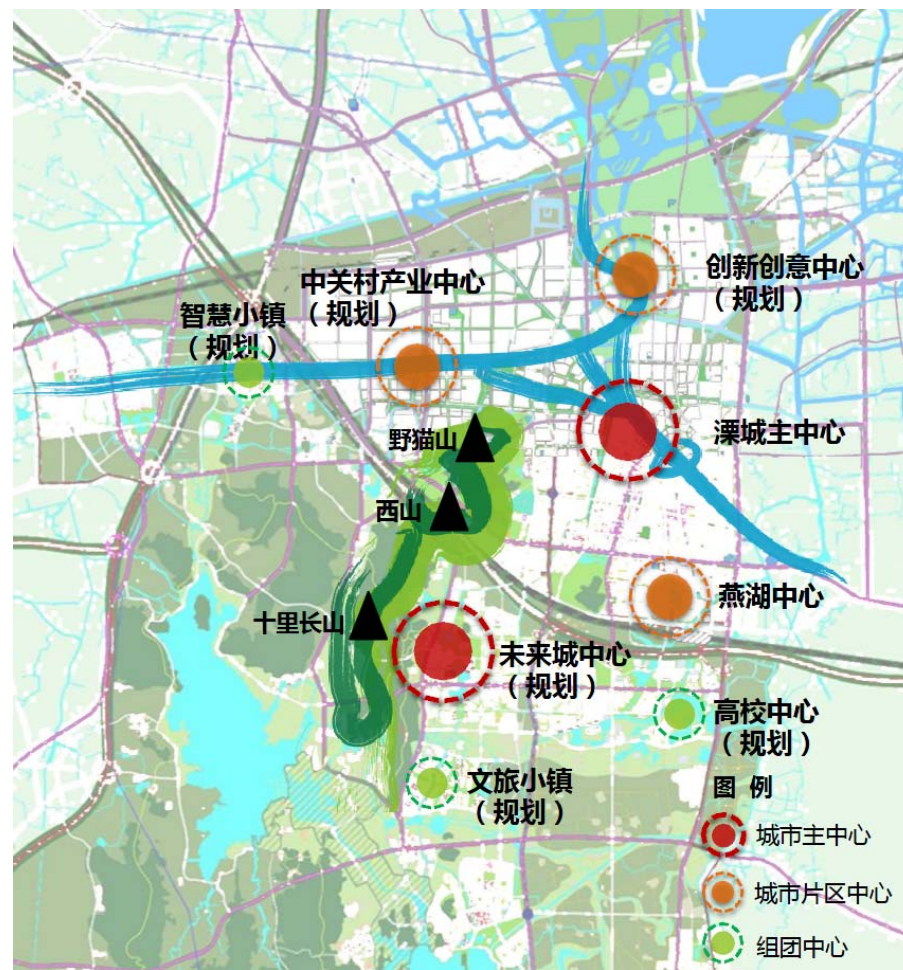 创新创意中心
（规划）
中关村产业中心
（规划）
智慧小镇
（规划）
野猫山
溧城主中心
西山
燕湖中心
十里长山
未来城中心
（规划）
高校中心
（规划）
文旅小镇
（规划）
图 例
城市主中心
城市片区中心
组团中心